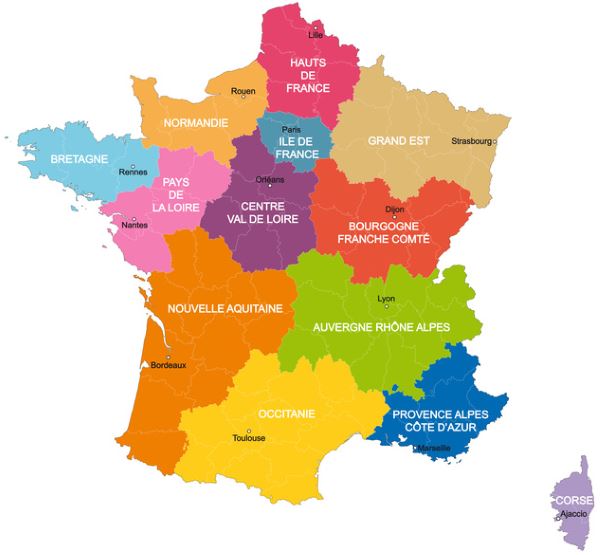 Lille
HAUTS
DE
FRANCE
Rouen
NORMANDIE
Paris
ILE DE
FRANCE
GRAND EST
Strasbourg
BRETAGNE
Rennes
PAYS
DE
LA LOIRE
Nantes
Orléans
CENTRE
VAL DE LOIRE
Dijon
BOURGOGNE
FRANCHE COMTÉ
NOUVELLE AQUITAINE
Bordeaux
Lyon
AUVERGNE RHÔNE ALPES
OCCITANIE
Toulouse
PROVENCE ALPES
CÔTE D'AZUR
Marseille
CORSE
Ajaccio